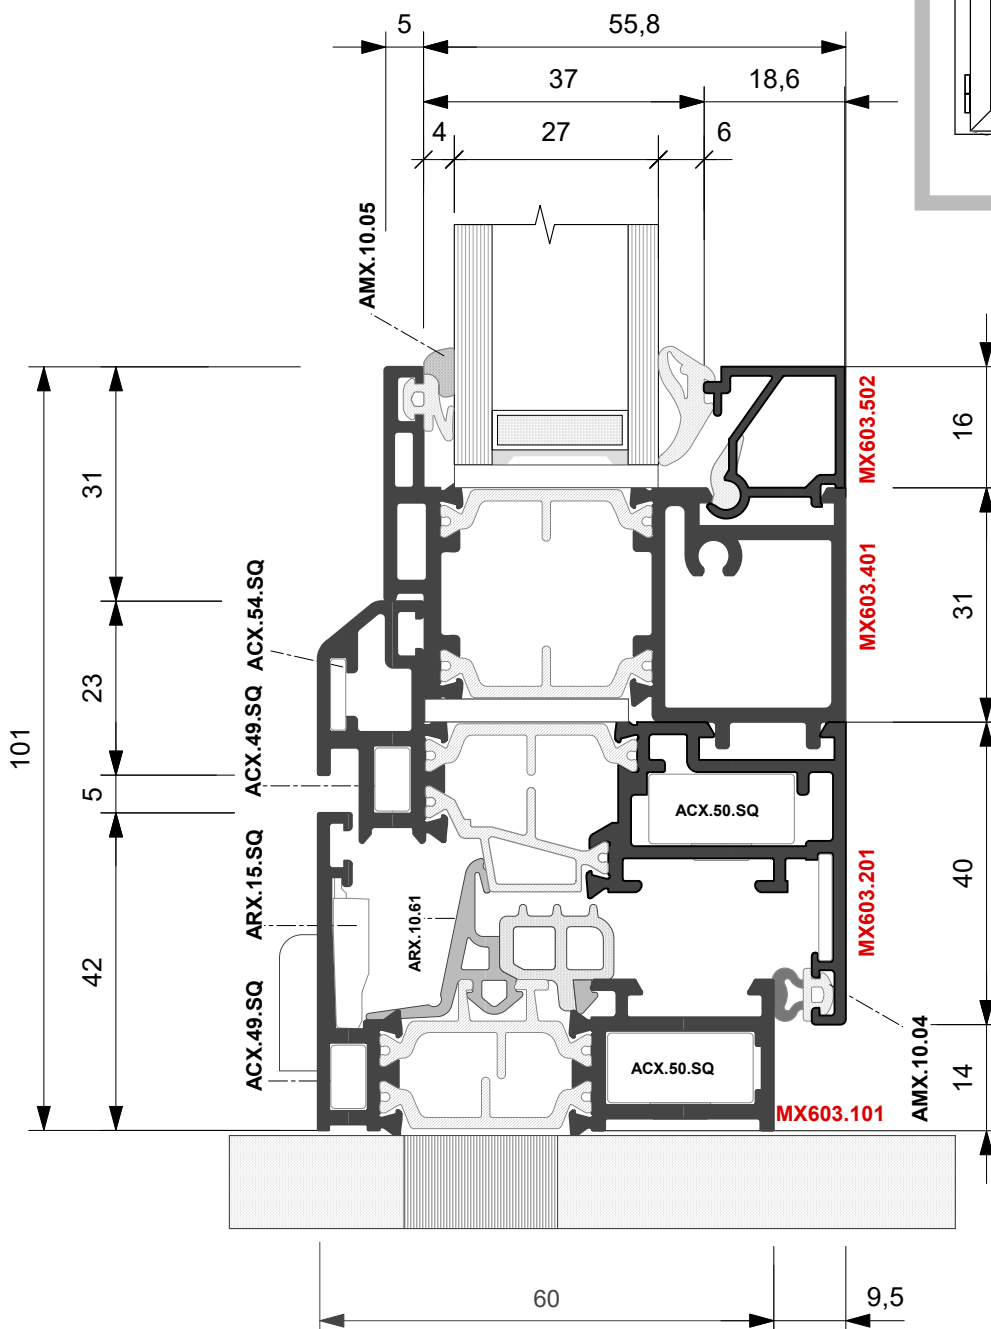 5
55,8
37
18,6
4
27
6
AMX.10.05
31
16
MX603.502
ACX.54.SQ
MX603.401
31
23
101
ACX.49.SQ
5
ACX.50.SQ
ARX.15.SQ
ARX.10.61
MX603.201
40
42
ACX.49.SQ
ACX.50.SQ
AMX.10.04
14
MX603.101
60
9,5